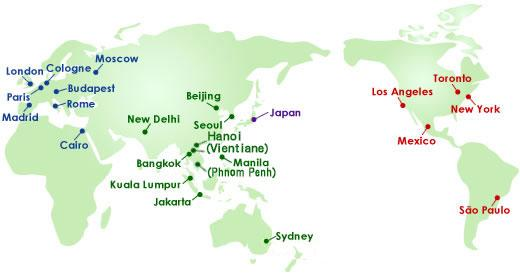 Moscow
London
Cologne
Paris
Budapest
Rome
Madrid
Cairo
Beijing
New Delhi
Seoul
Japan
Hanoi
(Vientiane)
Bangkok
Manila
(Phnom Penh)
Kuala Lumpur
Jakarta
Sydney
Toronto
Los Angeles
New York
Mexico
São Paulo